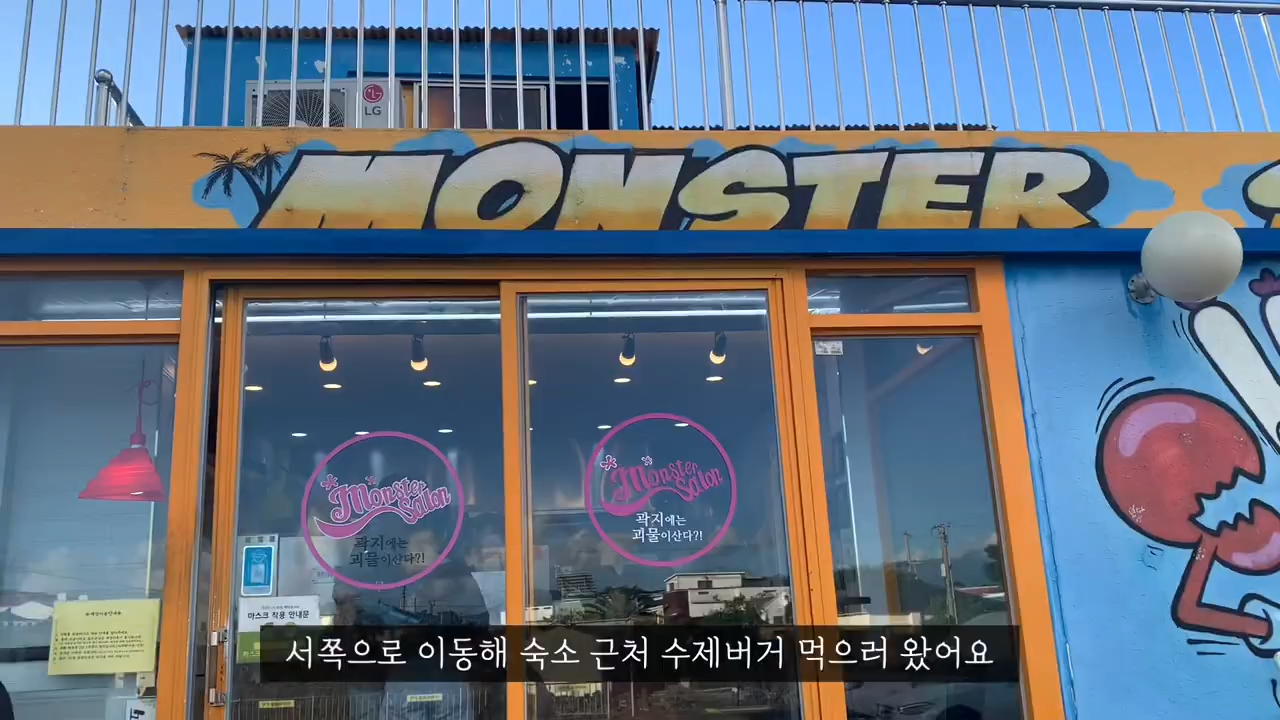 LG
MONSTER
Monster
Salon
곽지에는
괴물이산다?!
Monster
Salon
곽지에는
괴물이산다?!
마스크 착용 안내문
서쪽으로 이동해 숙소 근처 수제버거 먹으러 왔어요